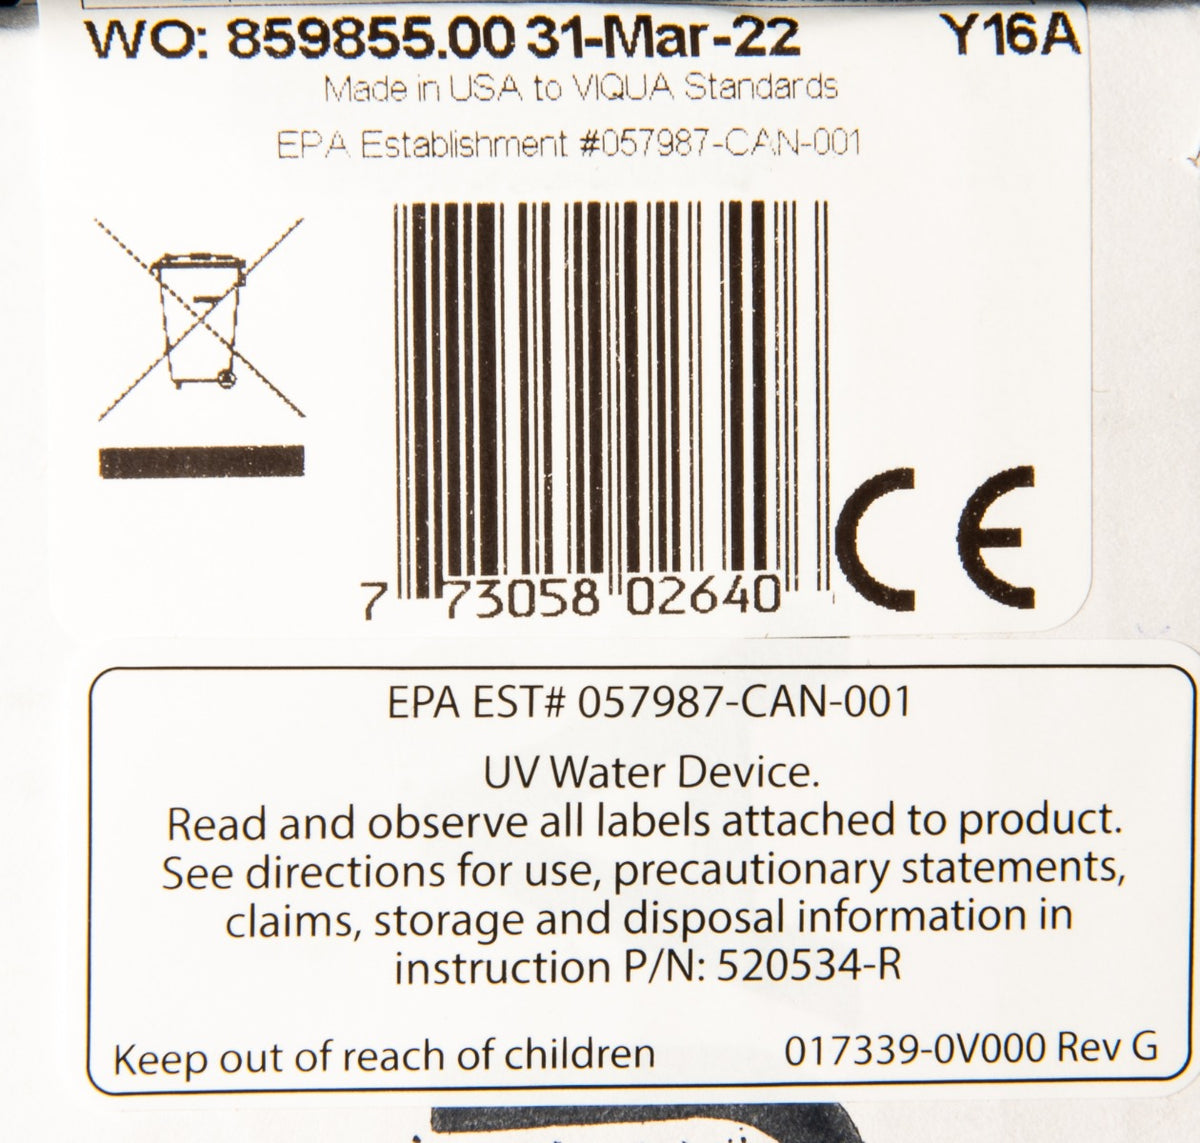 WO: 859855.00 31-Mar-22 Y16A
Made in USA to VIQUA Standards
EPA Establishment #057987-CAN-001
7 73058 02640
CE
EPA EST# 057987-CAN-001
UV Water Device.
Read and observe all labels attached to product.
See directions for use, precautionary statements,
claims, storage and disposal information in
instruction P/N: 520534-R
Keep out of reach of children 017339-0V000 Rev G